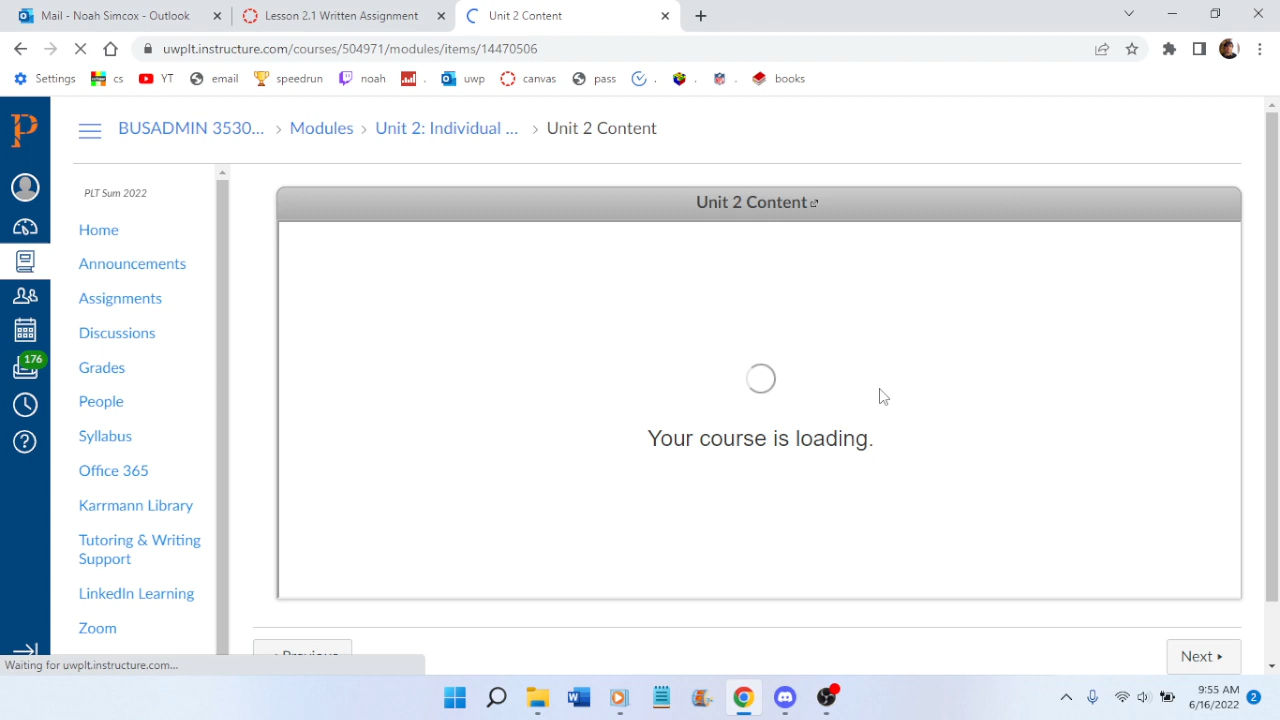 Mail - Noah Simcox - Outlook
Lesson 2.1 Written Assignment
Unit 2 Content
uwplt.instructure.com/courses/504971/modules/items/14470506
Settings cs YT email speedrun noah . uwp canvas pass . . . books
BUSADMIN 3530... > Modules > Unit 2: Individual ... > Unit 2 Content
PLT Sum 2022
Home
Announcements
Assignments
Discussions
Grades
People
Syllabus
Office 365
Karrmann Library
Tutoring & Writing
Support
LinkedIn Learning
Zoom
176
Unit 2 Content
Your course is loading.
Previous
Next
Waiting for uwplt.instructure.com...
9:55 AM
6/16/2022
2